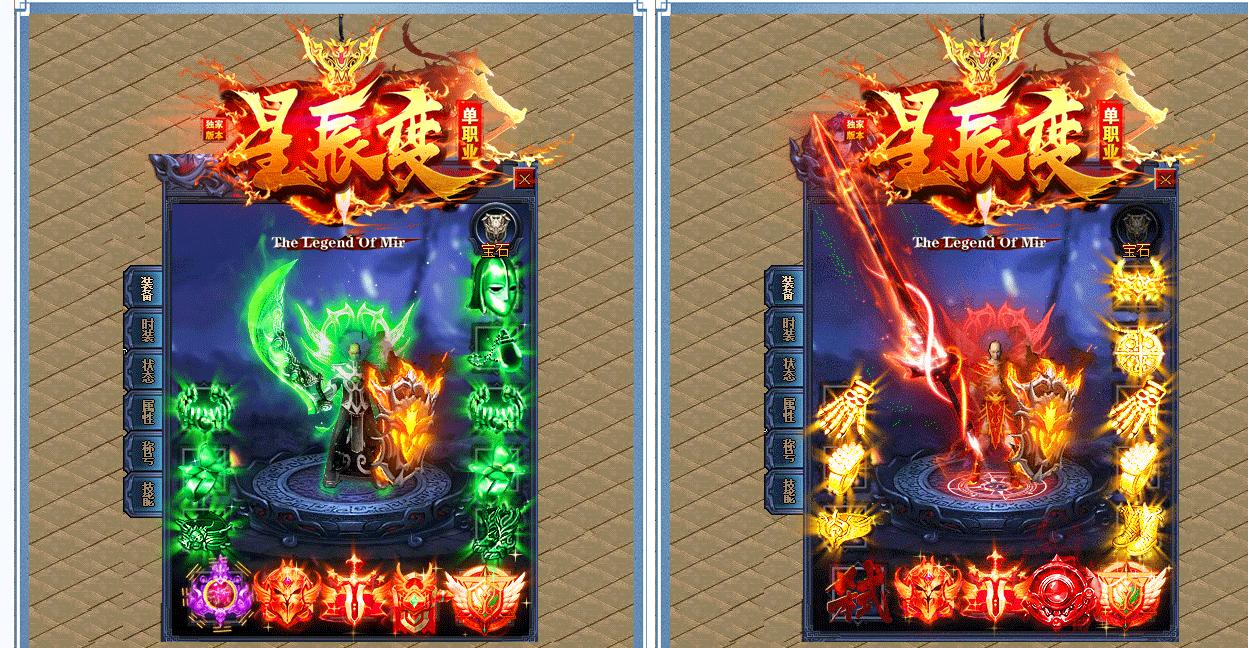 星辰变
独家
版本
单职业
The Legend Of Mir
宝石
装备
时装
状态
属性
称号
技能
星辰变
独家
版本
单职业
The Legend Of Mir
宝石
装备
时装
状态
属性
称号
技能